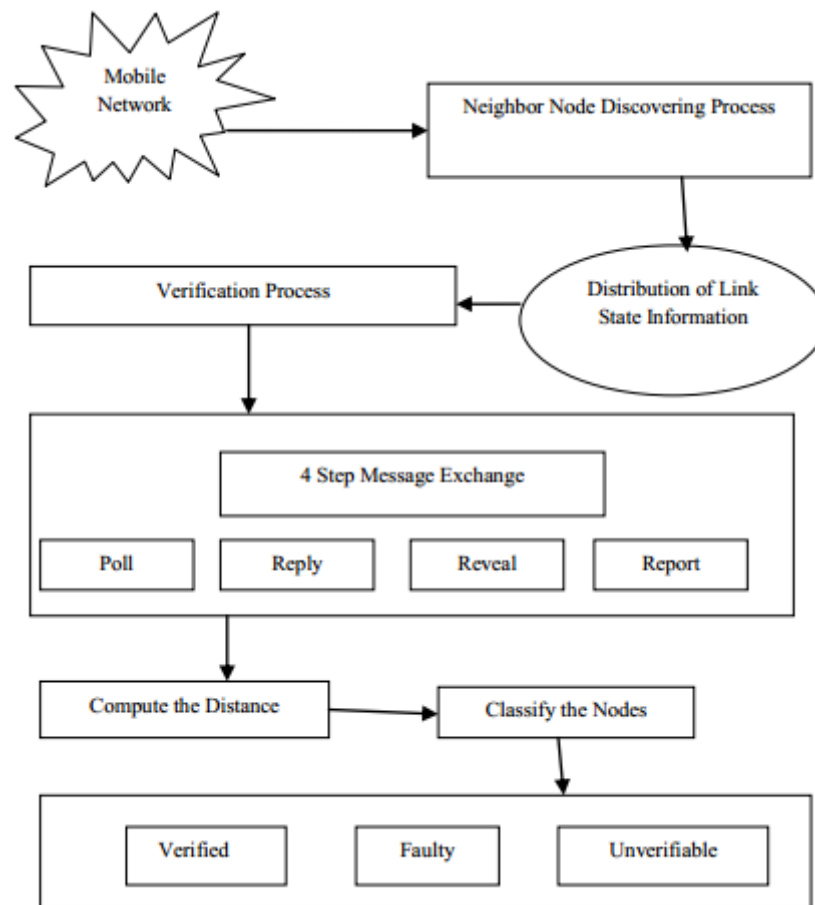 Mobile
Network
Neighbor Node Discovering Process
Distribution of Link
State Information
Verification Process
4 Step Message Exchange
Poll
Reply
Reveal
Report
Compute the Distance
Classify the Nodes
Verified
Faulty
Unverifiable